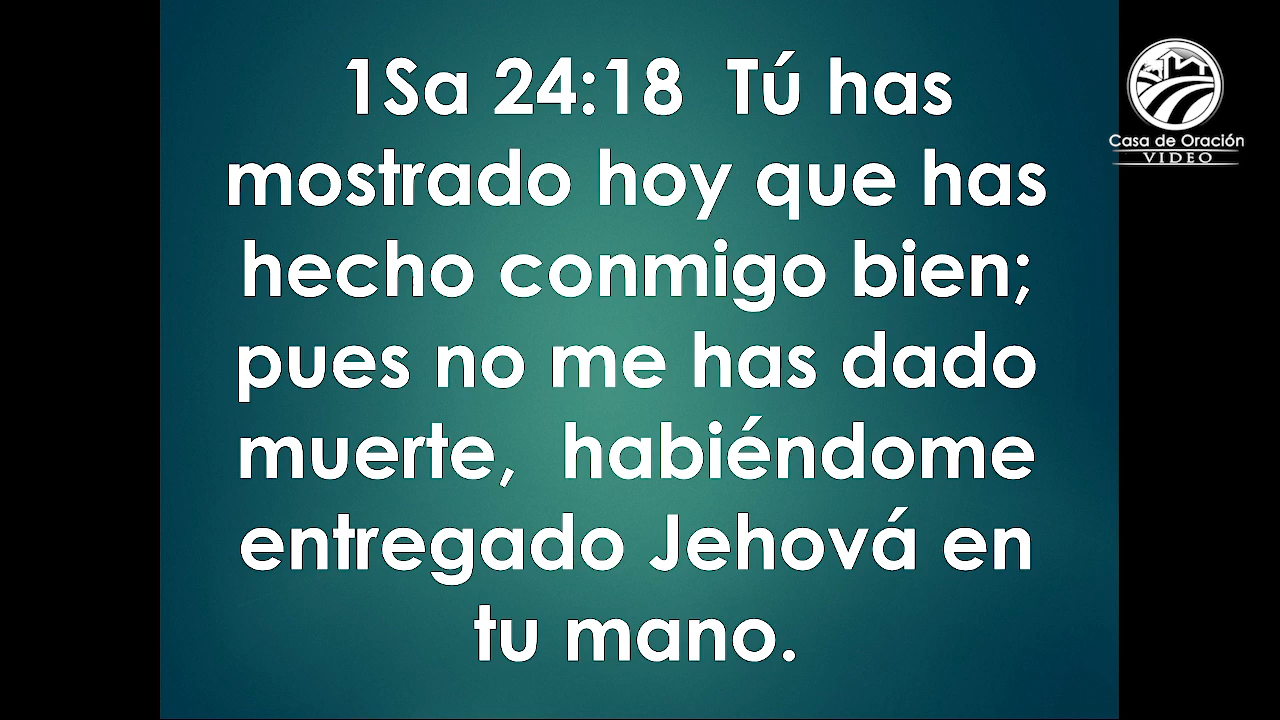 1Sa 24:18  Tú has
mostrado hoy que has
hecho conmigo bien;
pues no me has dado
muerte,  habiéndome
entregado Jehová en
tu mano.
Casa de Oración
VIDEO